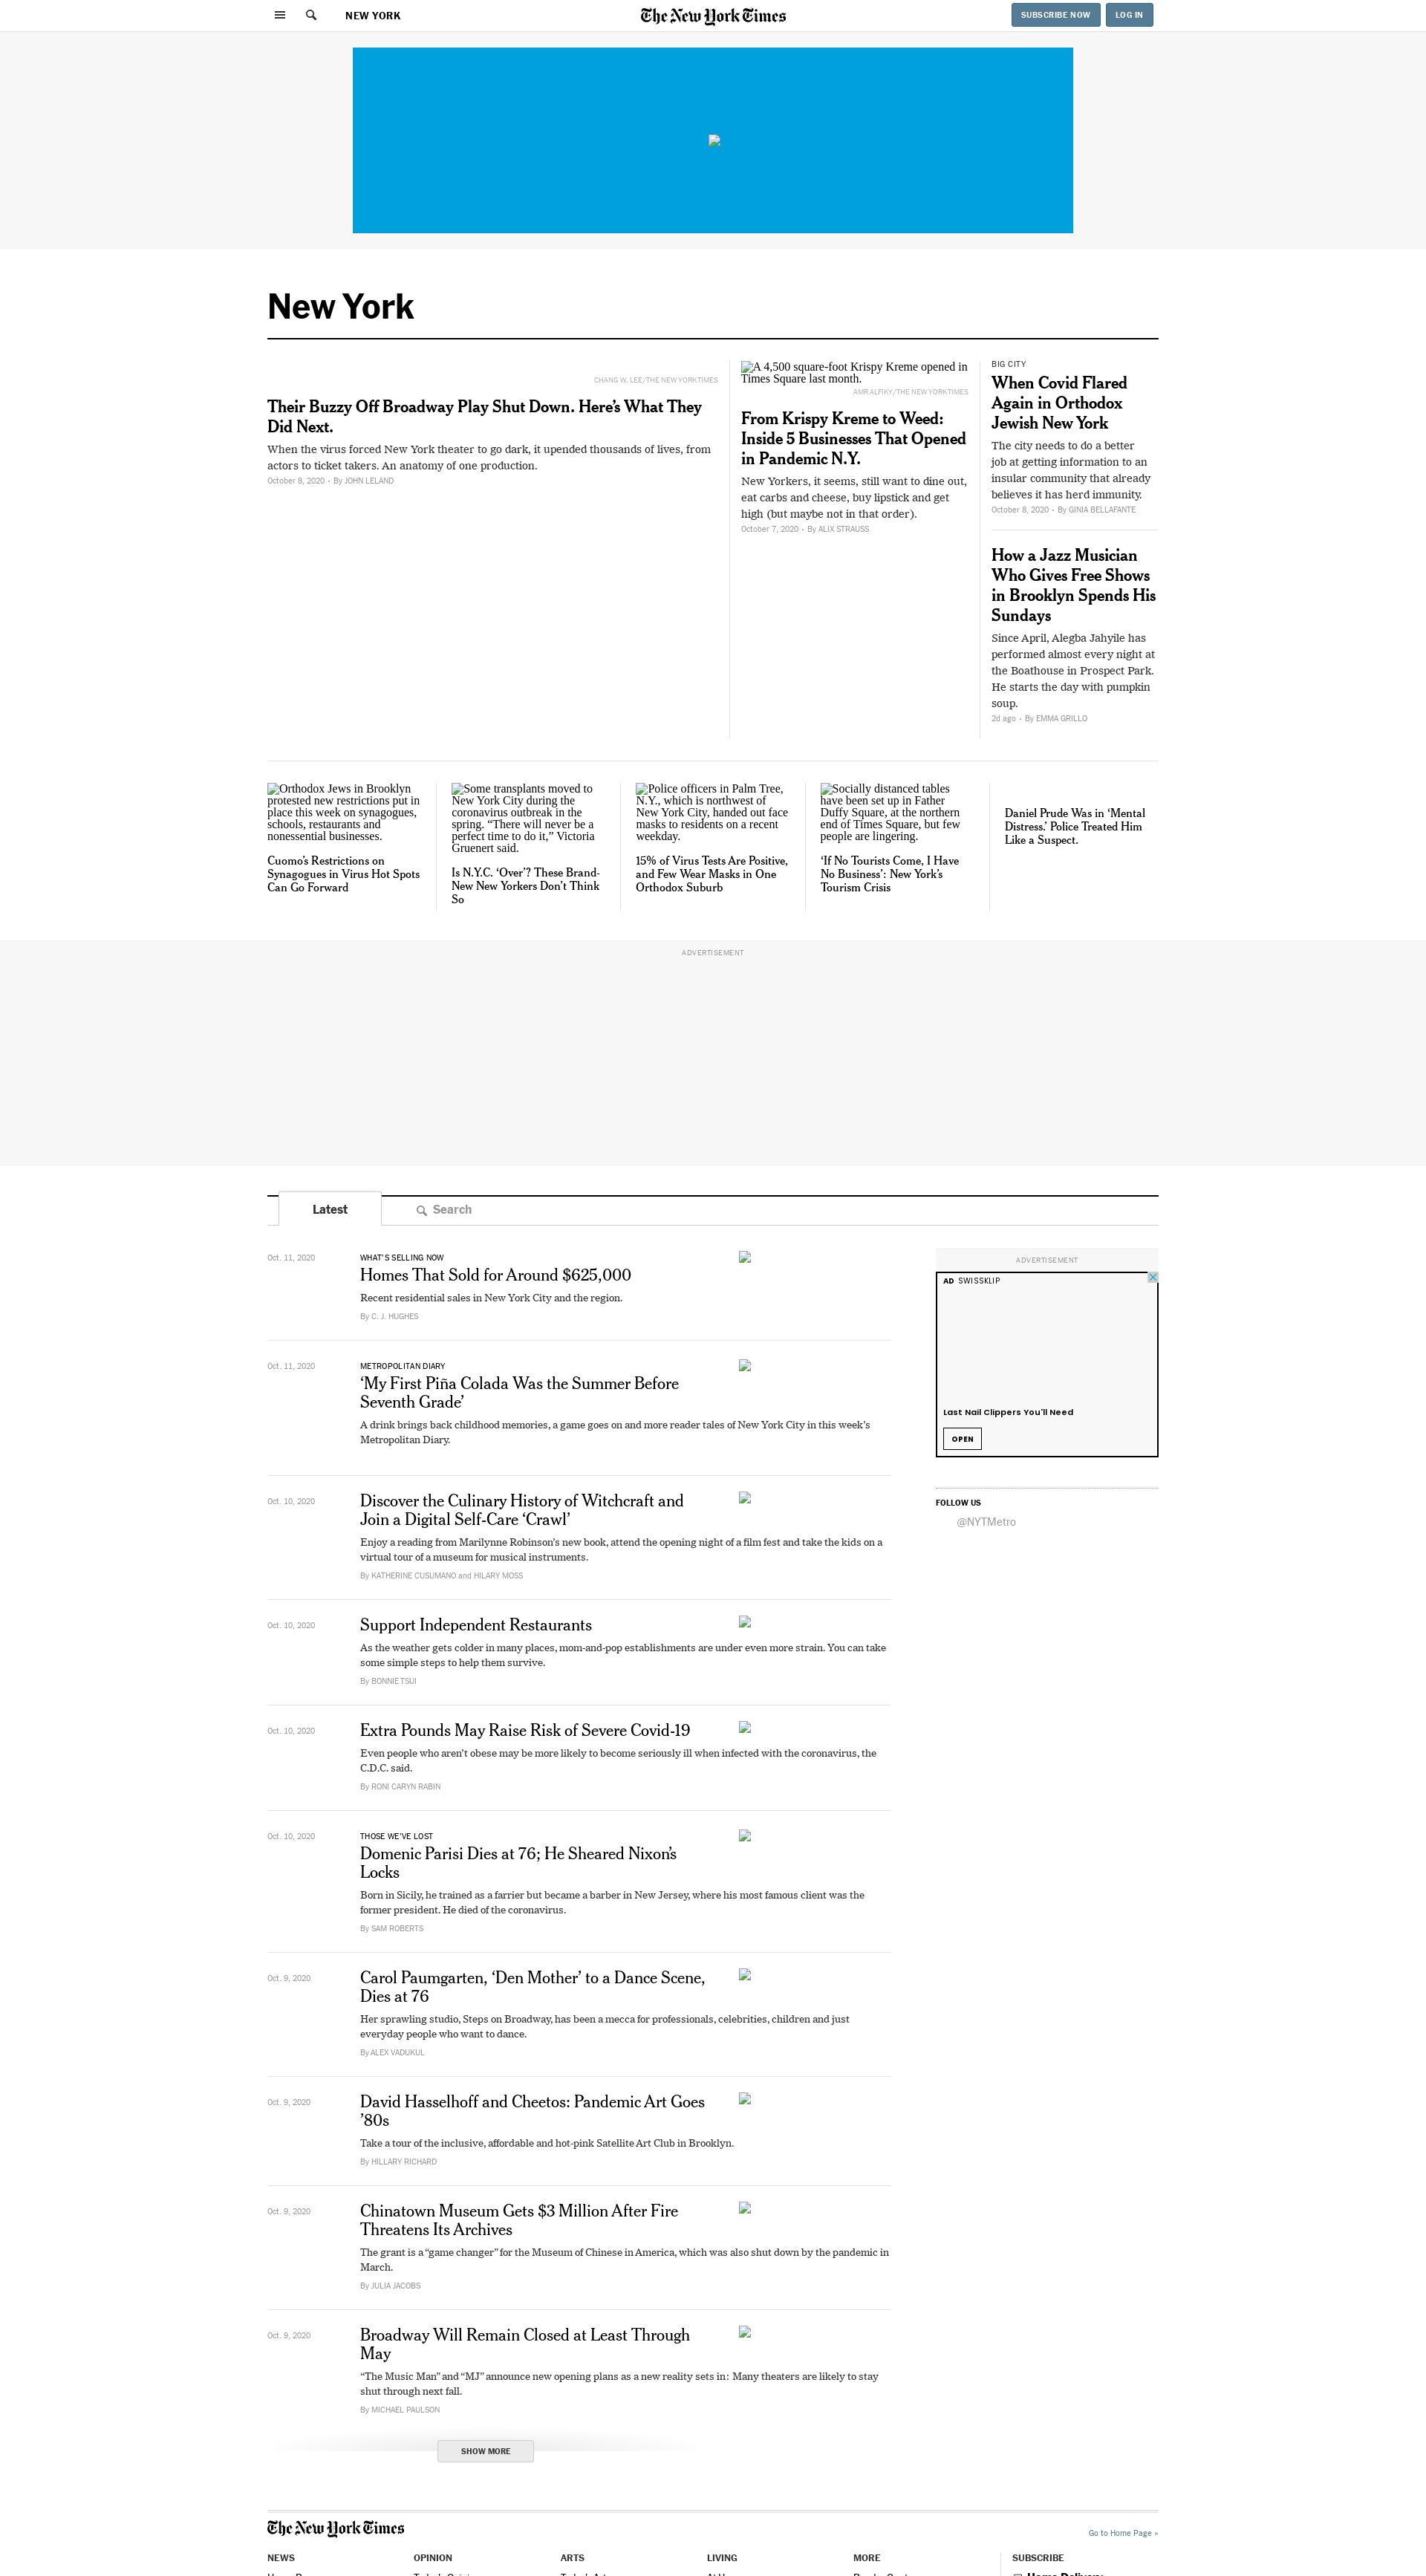 NEW YORK
The New York Times
SUBSCRIBE NOW
LOG IN
New York
CHANG W. LEE/THE NEW YORK TIMES
Their Buzzy Off Broadway Play Shut Down. Here’s What They
Did Next.
When the virus forced New York theater to go dark, it upended thousands of lives, from
actors to ticket takers. An anatomy of one production.
October 8, 2020 • By JOHN LELAND
A 4,500 square-foot Krispy Kreme opened in
Times Square last month.
AMR ALFIKY/THE NEW YORK TIMES
From Krispy Kreme to Weed:
Inside 5 Businesses That Opened
in Pandemic N.Y.
New Yorkers, it seems, still want to dine out,
eat carbs and cheese, buy lipstick and get
high (but maybe not in that order).
October 7, 2020 • By ALIX STRAUSS
BIG CITY
When Covid Flared
Again in Orthodox
Jewish New York
The city needs to do a better
job at getting information to an
insular community that already
believes it has herd immunity.
October 8, 2020 • By GINIA BELLAFANTE
How a Jazz Musician
Who Gives Free Shows
in Brooklyn Spends His
Sundays
Since April, Alegba Jahyile has
performed almost every night at
the Boathouse in Prospect Park.
He starts the day with pumpkin
soup.
2d ago • By EMMA GRILLO
Orthodox Jews in Brooklyn
protested new restrictions put in
place this week on synagogues,
schools, restaurants and
nonessential businesses.
Cuomo’s Restrictions on
Synagogues in Virus Hot Spots
Can Go Forward
Some transplants moved to
New York City during the
coronavirus outbreak in the
spring. “There will never be a
perfect time to do it,” Victoria
Gruenert said.
Is N.Y.C. ‘Over’? These Brand-
New New Yorkers Don’t Think
So
Police officers in Palm Tree,
N.Y., which is northwest of
New York City, handed out face
masks to residents on a recent
weekday.
15% of Virus Tests Are Positive,
and Few Wear Masks in One
Orthodox Suburb
Socially distanced tables
have been set up in Father
Duffy Square, at the northern
end of Times Square, but few
people are lingering.
‘If No Tourists Come, I Have
No Business’: New York’s
Tourism Crisis
Daniel Prude Was in ‘Mental
Distress.’ Police Treated Him
Like a Suspect.
ADVERTISEMENT
Latest
Search
Oct. 11, 2020
WHAT'S SELLING NOW
Homes That Sold for Around $625,000
Recent residential sales in New York City and the region.
By C. J. HUGHES
Oct. 11, 2020
METROPOLITAN DIARY
‘My First Piña Colada Was the Summer Before
Seventh Grade’
A drink brings back childhood memories, a game goes on and more reader tales of New York City in this week’s
Metropolitan Diary.
Oct. 10, 2020
Discover the Culinary History of Witchcraft and
Join a Digital Self-Care ‘Crawl’
Enjoy a reading from Marilynne Robinson’s new book, attend the opening night of a film fest and take the kids on a
virtual tour of a museum for musical instruments.
By KATHERINE CUSUMANO and HILARY MOSS
Oct. 10, 2020
Support Independent Restaurants
As the weather gets colder in many places, mom-and-pop establishments are under even more strain. You can take
some simple steps to help them survive.
By BONNIE TSUI
Oct. 10, 2020
Extra Pounds May Raise Risk of Severe Covid-19
Even people who aren’t obese may be more likely to become seriously ill when infected with the coronavirus, the
C.D.C. said.
By RONI CARYN RABIN
Oct. 10, 2020
THOSE WE'VE LOST
Domenic Parisi Dies at 76; He Sheared Nixon’s
Locks
Born in Sicily, he trained as a farrier but became a barber in New Jersey, where his most famous client was the
former president. He died of the coronavirus.
By SAM ROBERTS
Oct. 9, 2020
Carol Paumgarten, ‘Den Mother’ to a Dance Scene,
Dies at 76
Her sprawling studio, Steps on Broadway, has been a mecca for professionals, celebrities, children and just
everyday people who want to dance.
By ALEX VADUKUL
Oct. 9, 2020
David Hasselhoff and Cheetos: Pandemic Art Goes
’80s
Take a tour of the inclusive, affordable and hot-pink Satellite Art Club in Brooklyn.
By HILLARY RICHARD
Oct. 9, 2020
Chinatown Museum Gets $3 Million After Fire
Threatens Its Archives
The grant is a “game changer” for the Museum of Chinese in America, which was also shut down by the pandemic in
March.
By JULIA JACOBS
Oct. 9, 2020
Broadway Will Remain Closed at Least Through
May
“The Music Man” and “MJ” announce new opening plans as a new reality sets in: Many theaters are likely to stay
shut through next fall.
By MICHAEL PAULSON
SHOW MORE
ADVERTISEMENT
AD SWISSKLIP
Last Nail Clippers You'll Need
OPEN
FOLLOW US
@NYTMetro
The New York Times
Go to Home Page »
NEWS
OPINION
ARTS
LIVING
MORE
SUBSCRIBE